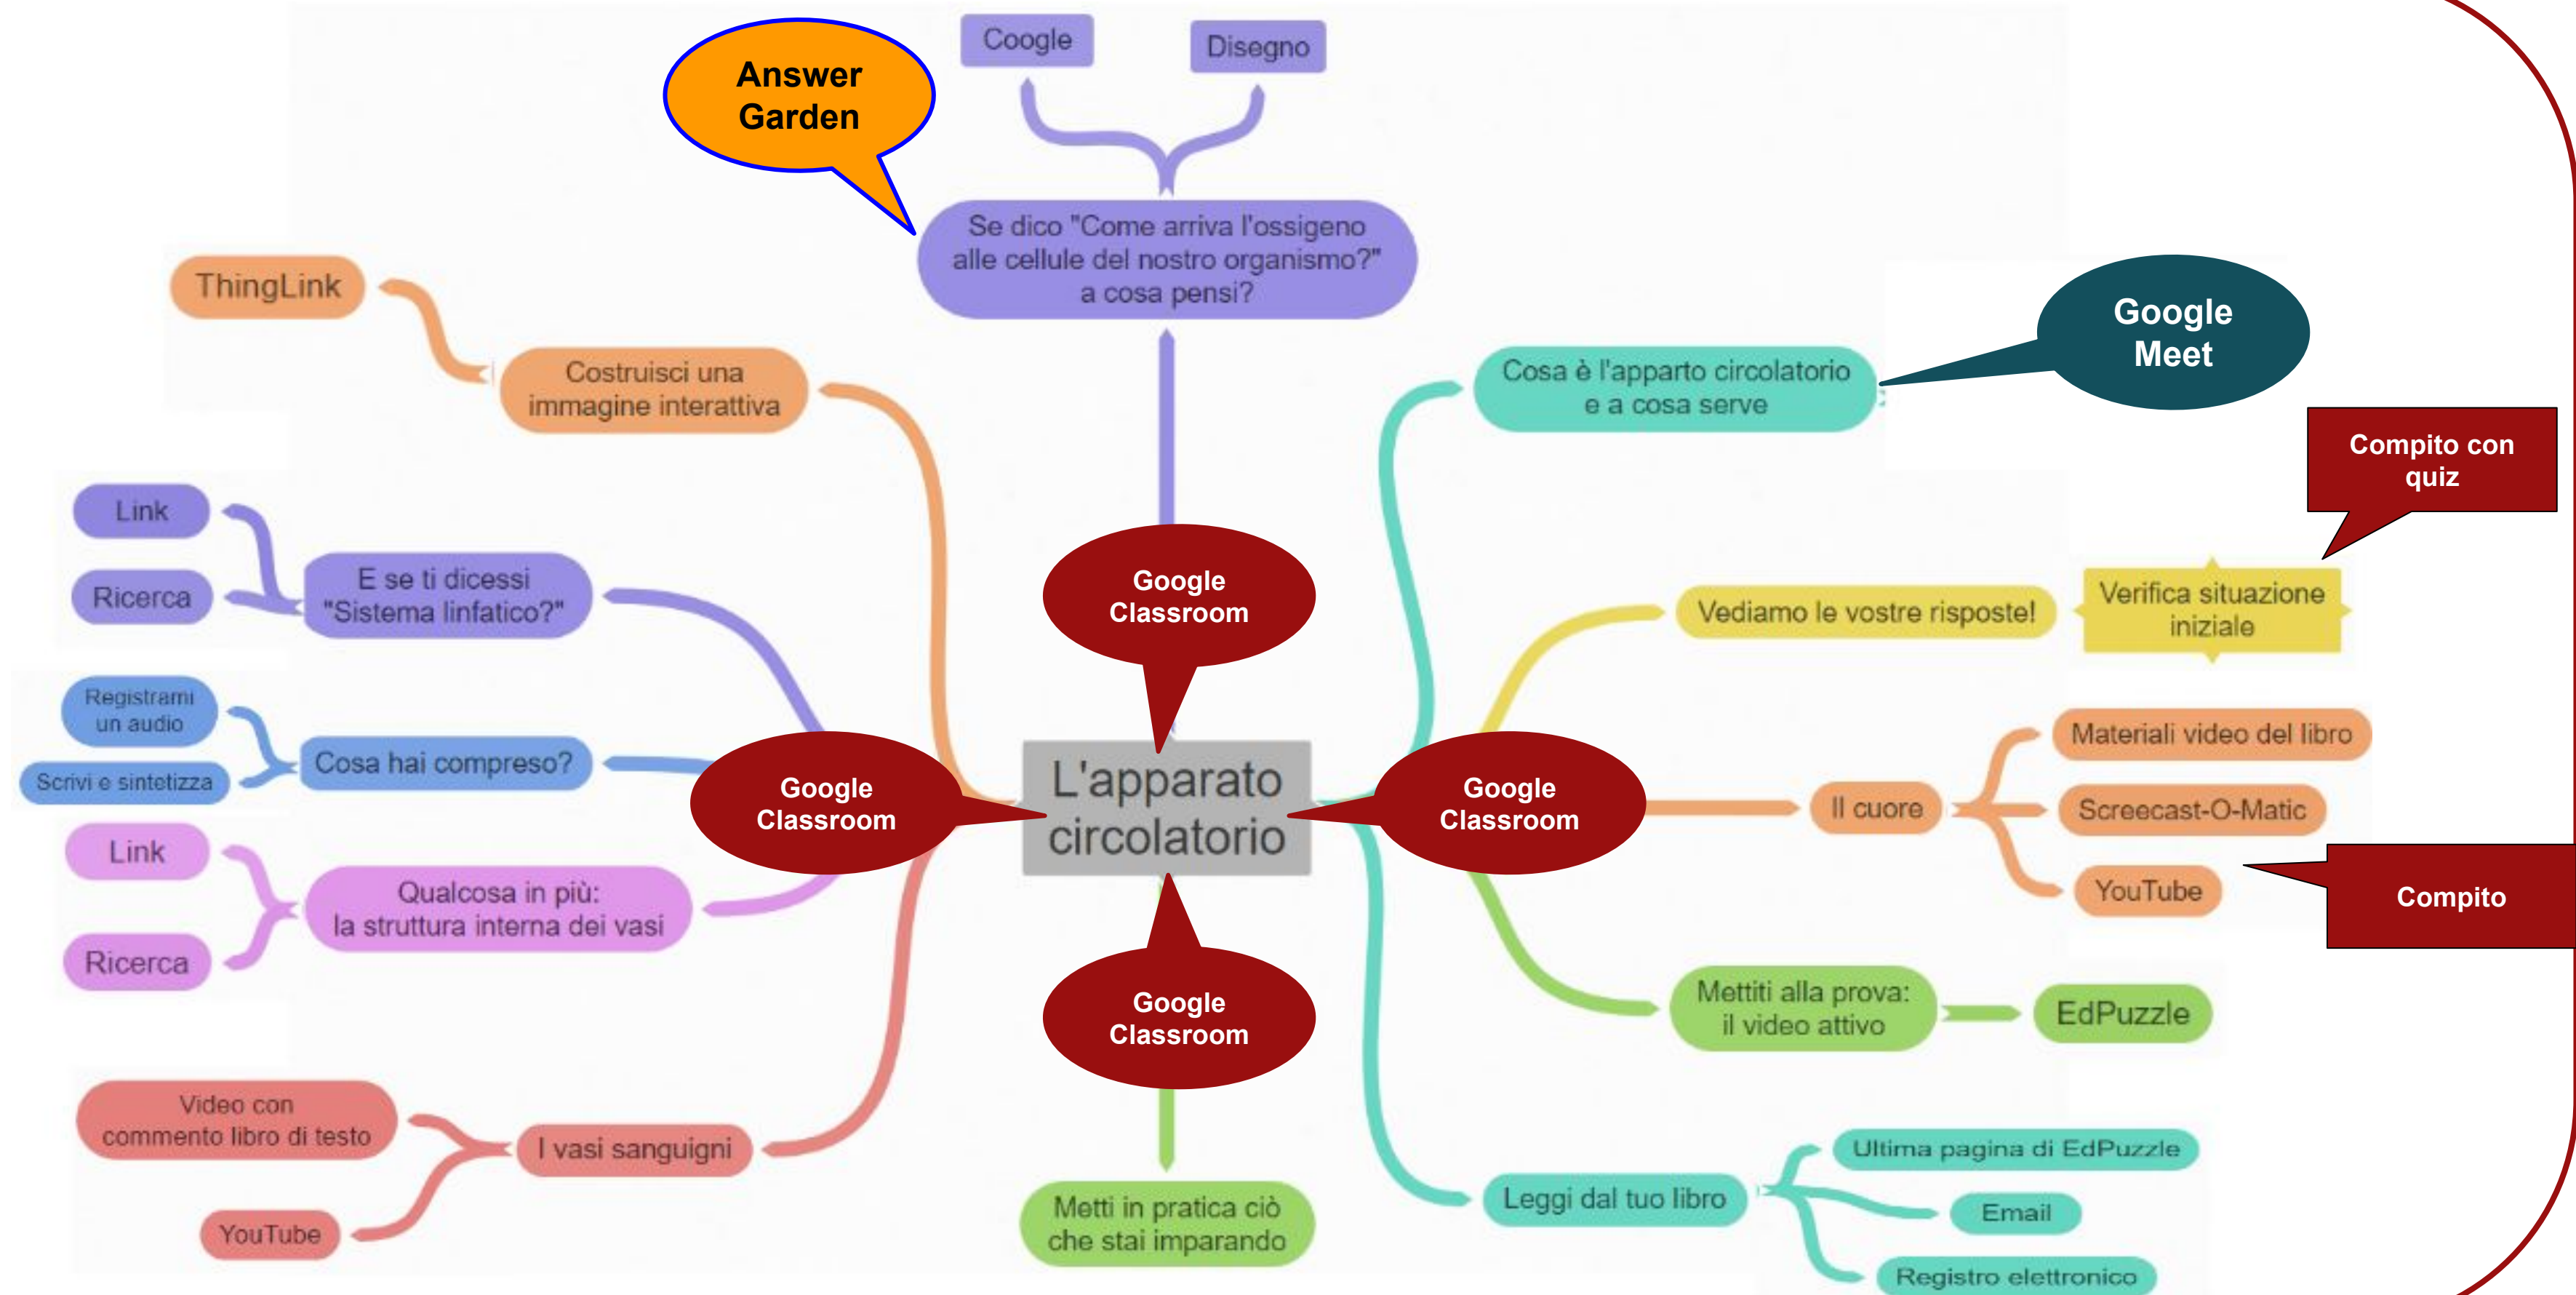 Coogle
Disegno
Answer
Garden
Se dico "Come arriva l'ossigeno
alle cellule del nostro organismo?"
a cosa pensi?
ThingLink
Costruisci una
immagine interattiva
Cosa è l'apparto circolatorio
e a cosa serve
Google
Meet
Compito con
quiz
Link
Ricerca
E se ti dicessi
"Sistema linfatico?"
Google
Classroom
Vediamo le vostre risposte!
Verifica situazione
iniziale
Registrami
un audio
Scrivi e sintetizza
Cosa hai compreso?
Google
Classroom
L'apparato
circolatorio
Google
Classroom
Il cuore
Materiali video del libro
Screecast-O-Matic
YouTube
Compito
Link
Ricerca
Qualcosa in più:
la struttura interna dei vasi
Google
Classroom
Mettiti alla prova:
il video attivo
EdPuzzle
Video con
commento libro di testo
YouTube
I vasi sanguigni
Metti in pratica ciò
che stai imparando
Leggi dal tuo libro
Ultima pagina di EdPuzzle
Email
Registro elettronico